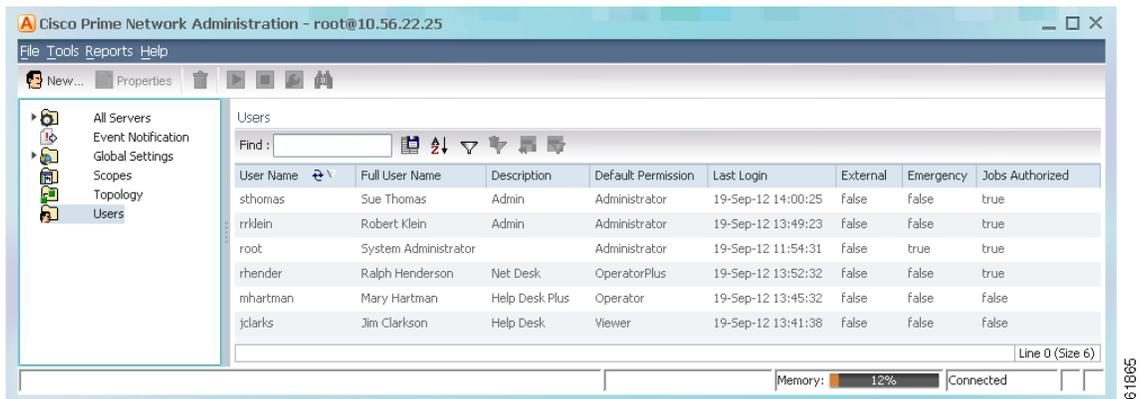 Cisco Prime Network Administration - root@10.56.22.25
File Tools Reports Help
New... Properties
All Servers
Event Notification
Global Settings
Scopes
Topology
Users
Users
Find :
User Name Full User Name Description Default Permission Last Login External Emergency Jobs Authorized
sthomas Sue Thomas Admin Administrator 19-Sep-12 14:00:25 false false true
rrklein Robert Klein Admin Administrator 19-Sep-12 13:49:23 false false true
root System Administrator Administrator 19-Sep-12 11:54:31 false true true
rhender Ralph Henderson Net Desk OperatorPlus 19-Sep-12 13:52:32 false false true
mhartman Mary Hartman Help Desk Plus Operator 19-Sep-12 13:45:32 false false false
jclarks Jim Clarkson Help Desk Viewer 19-Sep-12 13:41:38 false false false
Line 0 (Size 6)
Memory: 12% Connected
61865